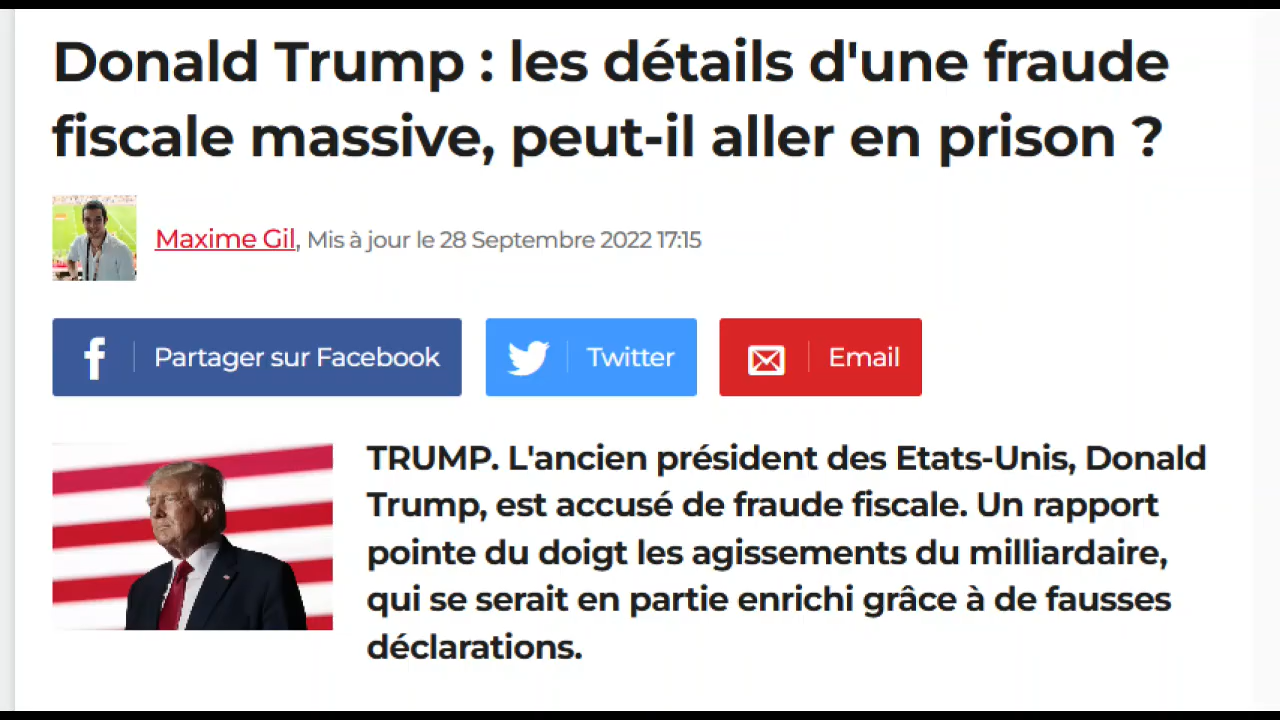 Donald Trump : les détails d'une fraude
fiscale massive, peut-il aller en prison ?
Maxime Gil, Mis à jour le 28 Septembre 2022 17:15
Partager sur Facebook
Twitter
Email
TRUMP. L'ancien président des Etats-Unis, Donald
Trump, est accusé de fraude fiscale. Un rapport
pointe du doigt les agissements du milliardaire,
qui se serait en partie enrichi grâce à de fausses
déclarations.